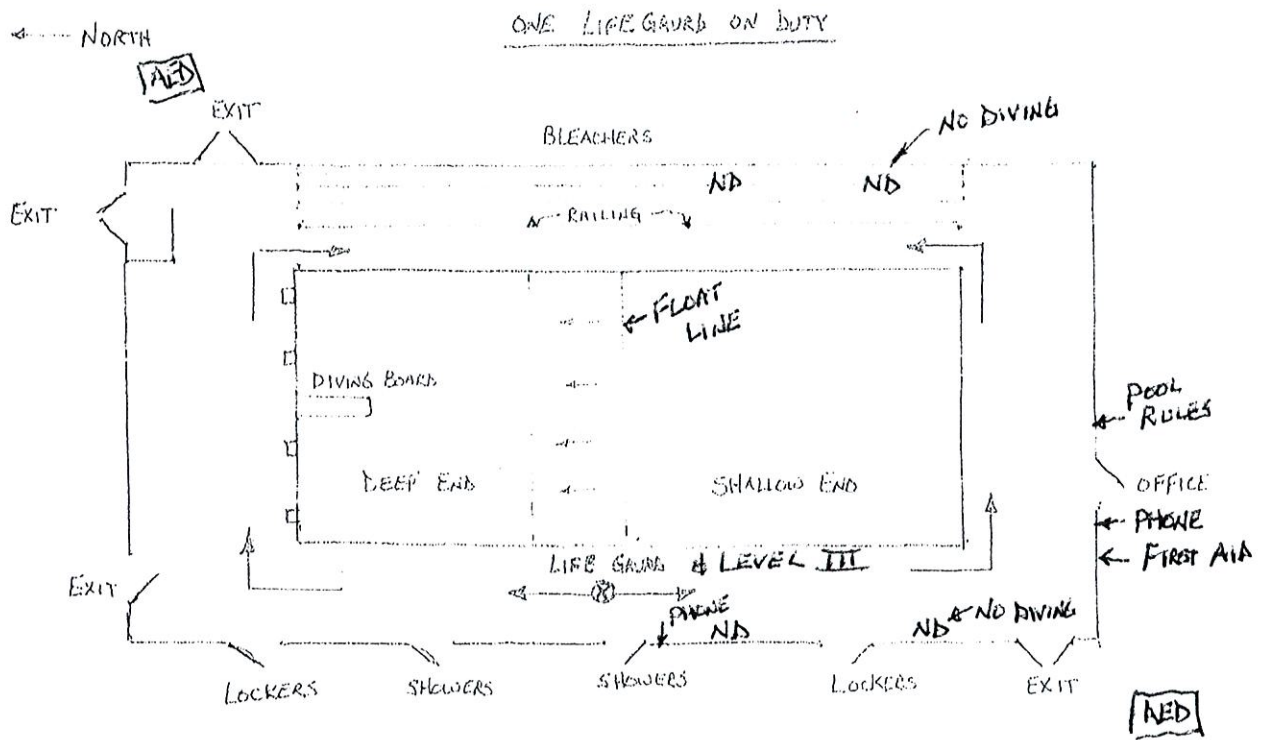 ONE LIFE GAURD ON DUTY
NORTH
AED
EXIT
BLEACHERS
NO DIVING
ND ND
EXIT
RAILING
FLOAT
LINE
DIVING BOARD
POOL
RULES
DEEP END
SHALLOW END
OFFICE
PHONE
FIRST AID
LIFE GAURD & LEVEL III
EXIT
PHONE
ND
ND
NO DIVING
LOCKERS
SHOWERS
SHOWERS
LOCKERS
EXIT
AED